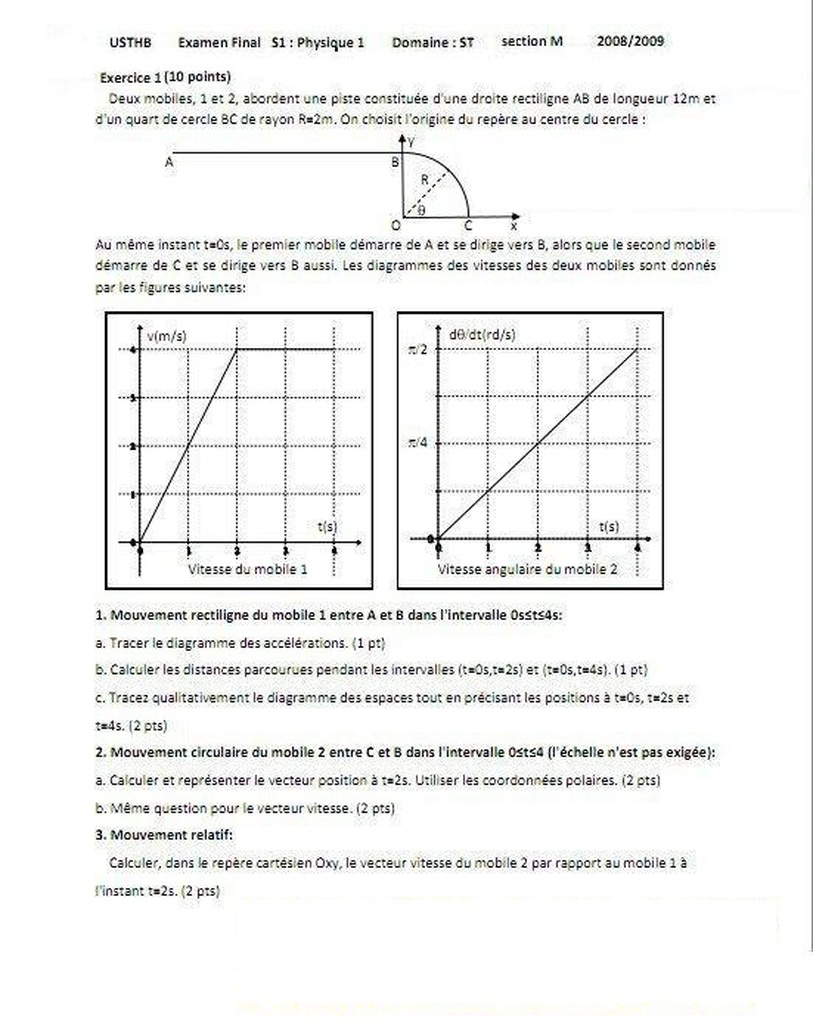 USTHB Examen Final S1 : Physique 1 Domaine : ST section M 2008/2009
Exercice 1 (10 points)
Deux mobiles, 1 et 2, abordent une piste constituée d'une droite rectiligne AB de longueur 12m et
d'un quart de cercle BC de rayon R=2m. On choisit l'origine du repère au centre du cercle :
y
A B
R
θ
O C x
Au même instant t=0s, le premier mobile démarre de A et se dirige vers B, alors que le second mobile
démarre de C et se dirige vers B aussi. Les diagrammes des vitesses des deux mobiles sont donnés
par les figures suivantes:
v(m/s)
4
3
2
1
0
t(s)
0 1 2 3 4
Vitesse du mobile 1
dθ/dt(rd/s)
π/2
π/4
0
t(s)
0 1 2 3 4
Vitesse angulaire du mobile 2
1. Mouvement rectiligne du mobile 1 entre A et B dans l'intervalle 0s≤t≤4s:
a. Tracer le diagramme des accélérations. (1 pt)
b. Calculer les distances parcourues pendant les intervalles (t=0s,t=2s) et (t=0s,t=4s). (1 pt)
c. Tracez qualitativement le diagramme des espaces tout en précisant les positions à t=0s, t=2s et
t=4s. (2 pts)
2. Mouvement circulaire du mobile 2 entre C et B dans l'intervalle 0≤t≤4 (l'échelle n'est pas exigée):
a. Calculer et représenter le vecteur position à t=2s. Utiliser les coordonnées polaires. (2 pts)
b. Même question pour le vecteur vitesse. (2 pts)
3. Mouvement relatif:
Calculer, dans le repère cartésien Oxy, le vecteur vitesse du mobile 2 par rapport au mobile 1 à
l'instant t=2s. (2 pts)